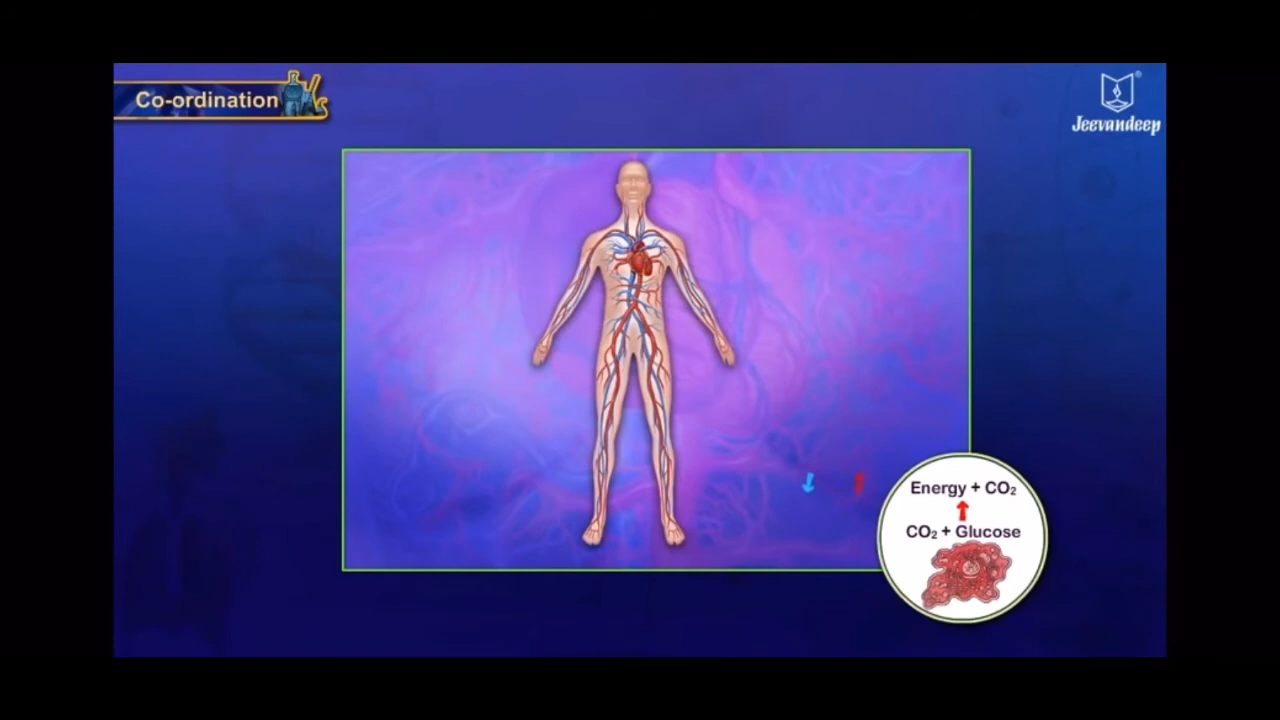 Co-ordination
®
Jeevandeep
Energy + CO₂
CO₂ + Glucose